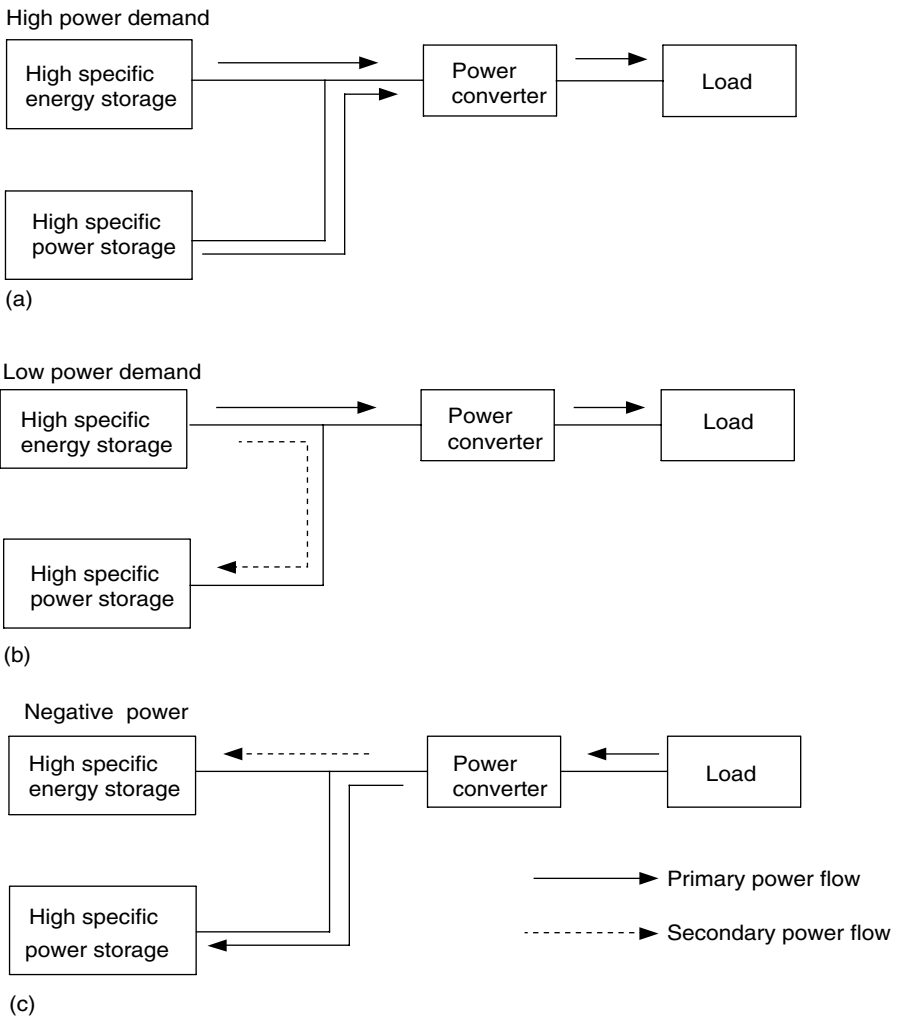 High power demand
High specific
energy storage
Power
converter
Load
High specific
power storage
(a)
Low power demand
High specific
energy storage
Power
converter
Load
High specific
power storage
(b)
Negative power
High specific
energy storage
Power
converter
Load
High specific
power storage
Primary power flow
Secondary power flow
(c)